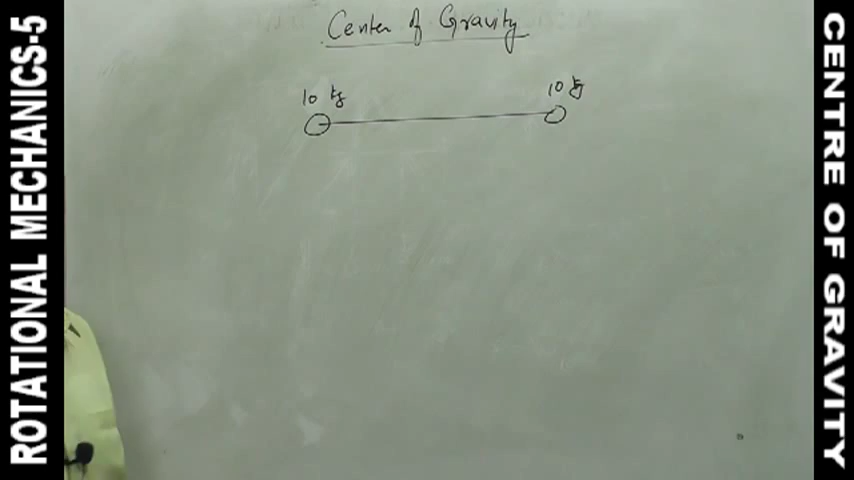 ROTATIONAL MECHANICS-5
Center of Gravity
10 kg
10 kg
CENTRE OF GRAVITY